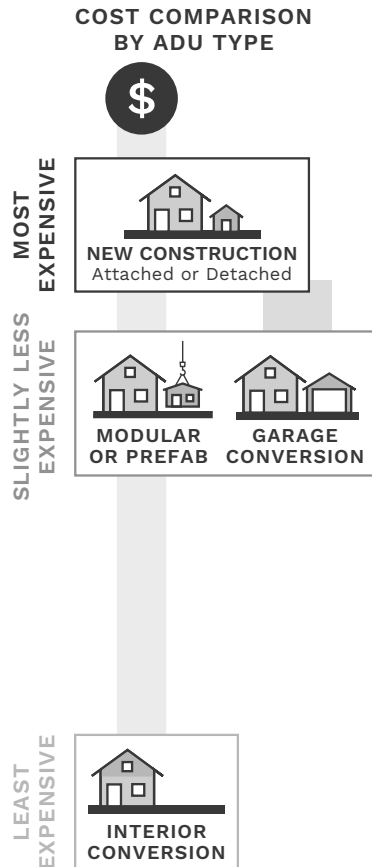 COST COMPARISON
BY ADU TYPE
$
MOST
EXPENSIVE
NEW CONSTRUCTION
Attached or Detached
SLIGHTLY LESS
EXPENSIVE
MODULAR
OR PREFAB
GARAGE
CONVERSION
LEAST
EXPENSIVE
INTERIOR
CONVERSION